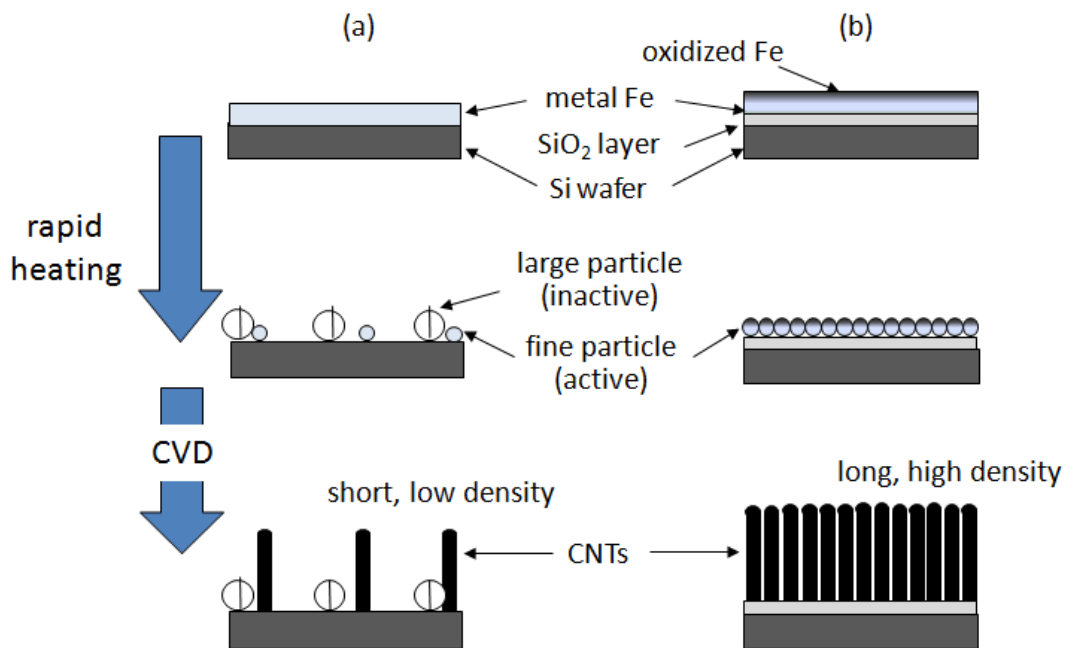 (a)
(b)
oxidized Fe
metal Fe
SiO₂ layer
Si wafer
rapid
heating
large particle
(inactive)
fine particle
(active)
CVD
short, low density
long, high density
CNTs